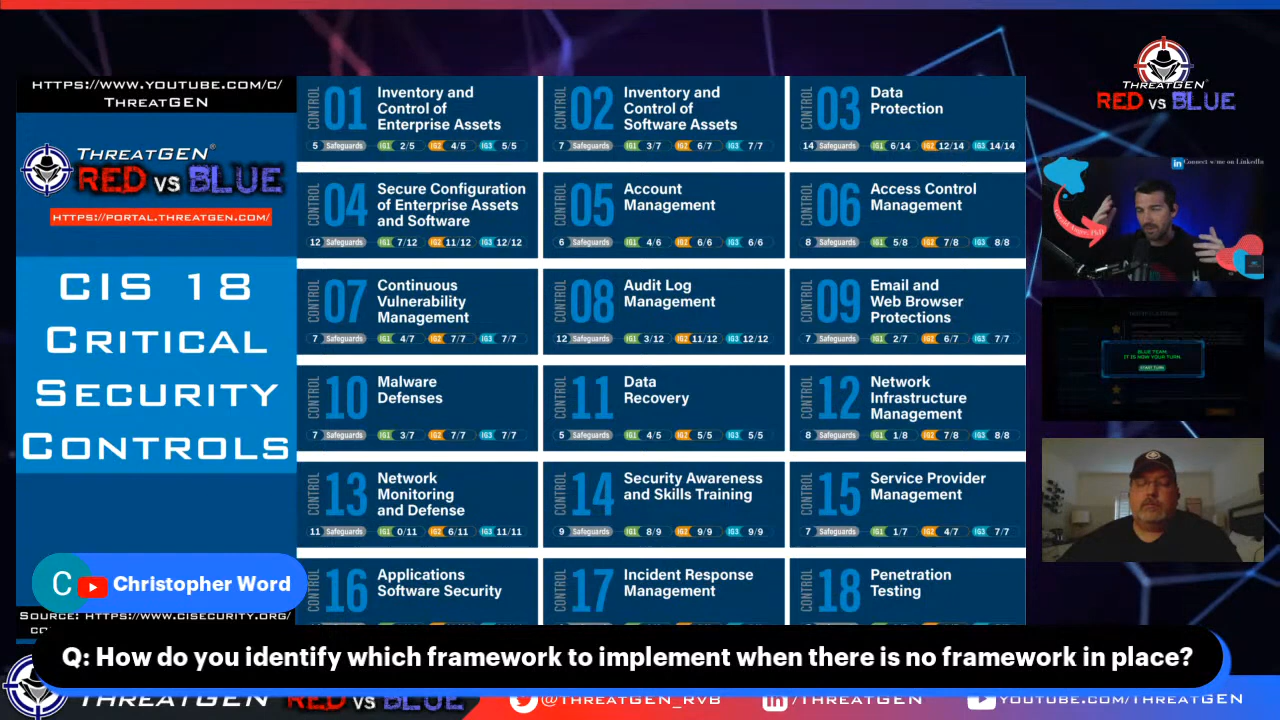 HTTPS://WWW.YOUTUBE.COM/C/
THREATGEN
THREATGEN®
RED VS BLUE
HTTPS://PORTAL.THREATGEN.COM/
CIS 18
CRITICAL
SECURITY
CONTROLS
CONTROL 01 Inventory and
Control of
Enterprise Assets
5 Safeguards IG1 2/5 IG2 4/5 IG3 5/5
CONTROL 02 Inventory and
Control of
Software Assets
7 Safeguards IG1 3/7 IG2 6/7 IG3 7/7
CONTROL 03 Data
Protection
14 Safeguards IG1 6/14 IG2 12/14 IG3 14/14
CONTROL 04 Secure Configuration
of Enterprise Assets
and Software
12 Safeguards IG1 7/12 IG2 11/12 IG3 12/12
CONTROL 05 Account
Management
6 Safeguards IG1 4/6 IG2 6/6 IG3 6/6
CONTROL 06 Access Control
Management
8 Safeguards IG1 5/8 IG2 7/8 IG3 8/8
CONTROL 07 Continuous
Vulnerability
Management
7 Safeguards IG1 4/7 IG2 7/7 IG3 7/7
CONTROL 08 Audit Log
Management
12 Safeguards IG1 3/12 IG2 11/12 IG3 12/12
CONTROL 09 Email and
Web Browser
Protections
7 Safeguards IG1 2/7 IG2 6/7 IG3 7/7
CONTROL 10 Malware
Defenses
7 Safeguards IG1 3/7 IG2 7/7 IG3 7/7
CONTROL 11 Data
Recovery
5 Safeguards IG1 4/5 IG2 5/5 IG3 5/5
CONTROL 12 Network
Infrastructure
Management
8 Safeguards IG1 1/8 IG2 7/8 IG3 8/8
CONTROL 13 Network
Monitoring
and Defense
11 Safeguards IG1 0/11 IG2 6/11 IG3 11/11
CONTROL 14 Security Awareness
and Skills Training
9 Safeguards IG1 8/9 IG2 9/9 IG3 9/9
CONTROL 15 Service Provider
Management
7 Safeguards IG1 1/7 IG2 4/7 IG3 7/7
CONTROL 16 Applications
Software Security
CONTROL 17 Incident Response
Management
CONTROL 18 Penetration
Testing
THREATGEN®
RED VS BLUE
in Connect w/me on LinkedIn
BLUE TEAM,
IT IS NOW YOUR TURN.
START TURN
C Christopher Word
SOURCE: HTTPS://WWW.CISECURITY.ORG/
Q: How do you identify which framework to implement when there is no framework in place?
THREATGEN
RED VS BLUE
@THREATGEN_RVB
in /THREATGEN
YOUTUBE.COM/THREATGEN